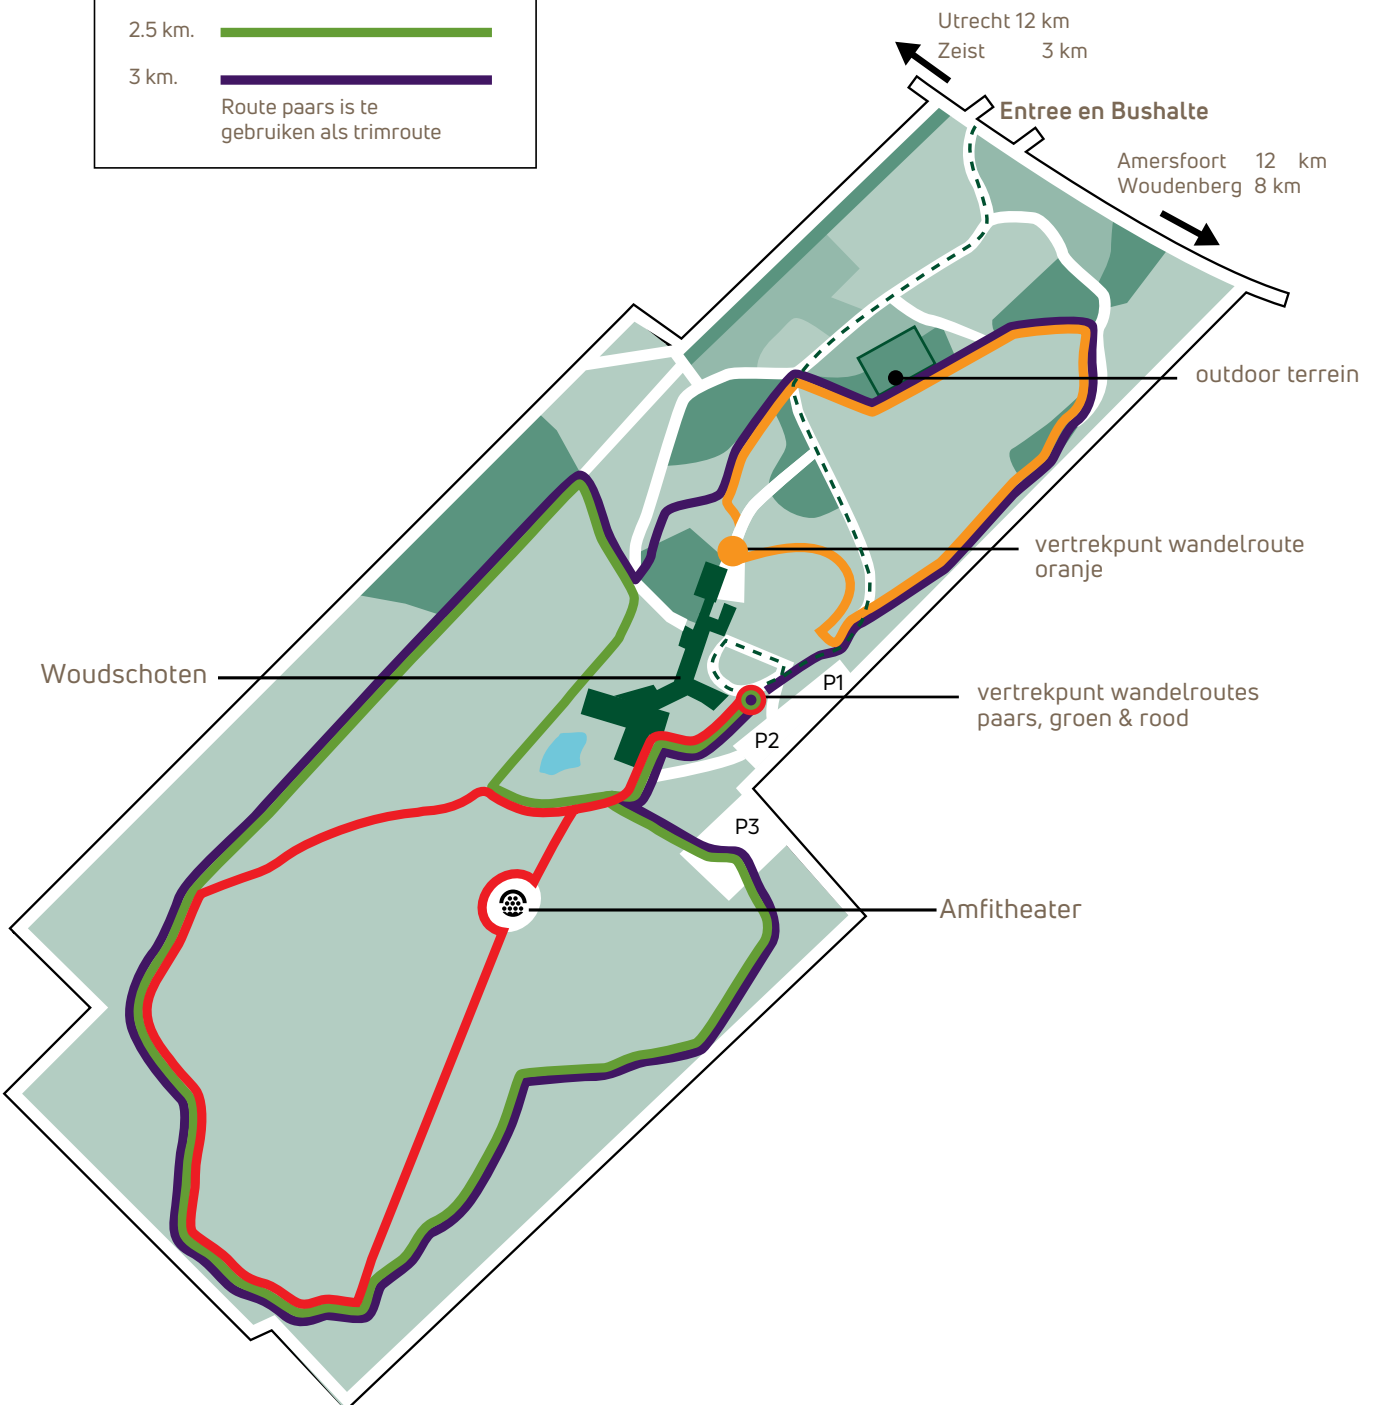 2.5 km.
3 km.
Route paars is te
gebruiken als trimroute
Utrecht 12 km
Zeist 3 km
Entree en Bushalte
Amersfoort 12 km
Woudenberg 8 km
outdoor terrein
vertrekpunt wandelroute
oranje
Woudschoten
P1
vertrekpunt wandelroutes
paars, groen & rood
P2
P3
Amfitheater